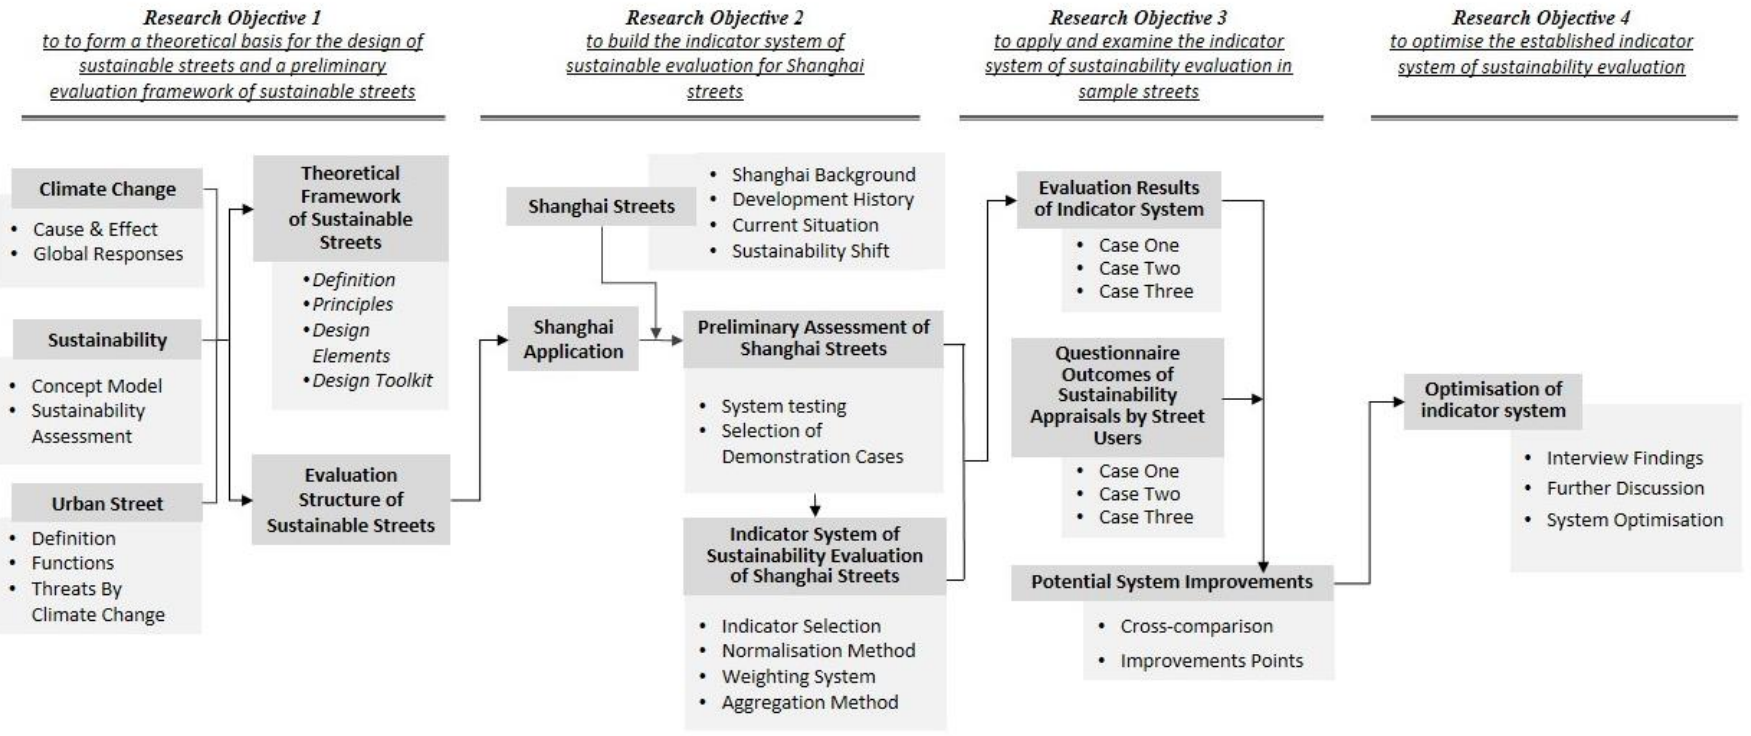 Research Objective 1
to to form a theoretical basis for the design of
sustainable streets and a preliminary
evaluation framework of sustainable streets
Climate Change
• Cause & Effect
• Global Responses
Sustainability
• Concept Model
• Sustainability
Assessment
Urban Street
• Definition
• Functions
• Threats By
Climate Change
Theoretical
Framework
of Sustainable
Streets
• Definition
• Principles
• Design
Elements
• Design Toolkit
Evaluation
Structure of
Sustainable Streets
Research Objective 2
to build the indicator system of
sustainable evaluation for Shanghai
streets
Shanghai Streets
• Shanghai Background
• Development History
• Current Situation
• Sustainability Shift
Shanghai
Application
Preliminary Assessment of
Shanghai Streets
• System testing
• Selection of
Demonstration Cases
Indicator System of
Sustainability Evaluation
of Shanghai Streets
• Indicator Selection
• Normalisation Method
• Weighting System
• Aggregation Method
Research Objective 3
to apply and examine the indicator
system of sustainability evaluation in
sample streets
Evaluation Results
of Indicator System
• Case One
• Case Two
• Case Three
Questionnaire
Outcomes of
Sustainability
Appraisals by Street
Users
• Case One
• Case Two
• Case Three
Potential System Improvements
• Cross-comparison
• Improvements Points
Research Objective 4
to optimise the established indicator
system of sustainability evaluation
Optimisation of
indicator system
• Interview Findings
• Further Discussion
• System Optimisation